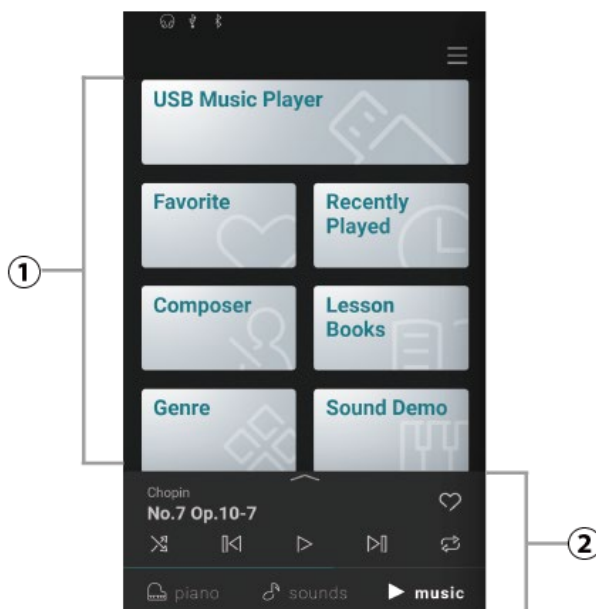 USB Music Player
Favorite
Recently
Played
Composer
Lesson
Books
Genre
Sound Demo
Chopin
No.7 Op.10-7
piano
sounds
music
①
②